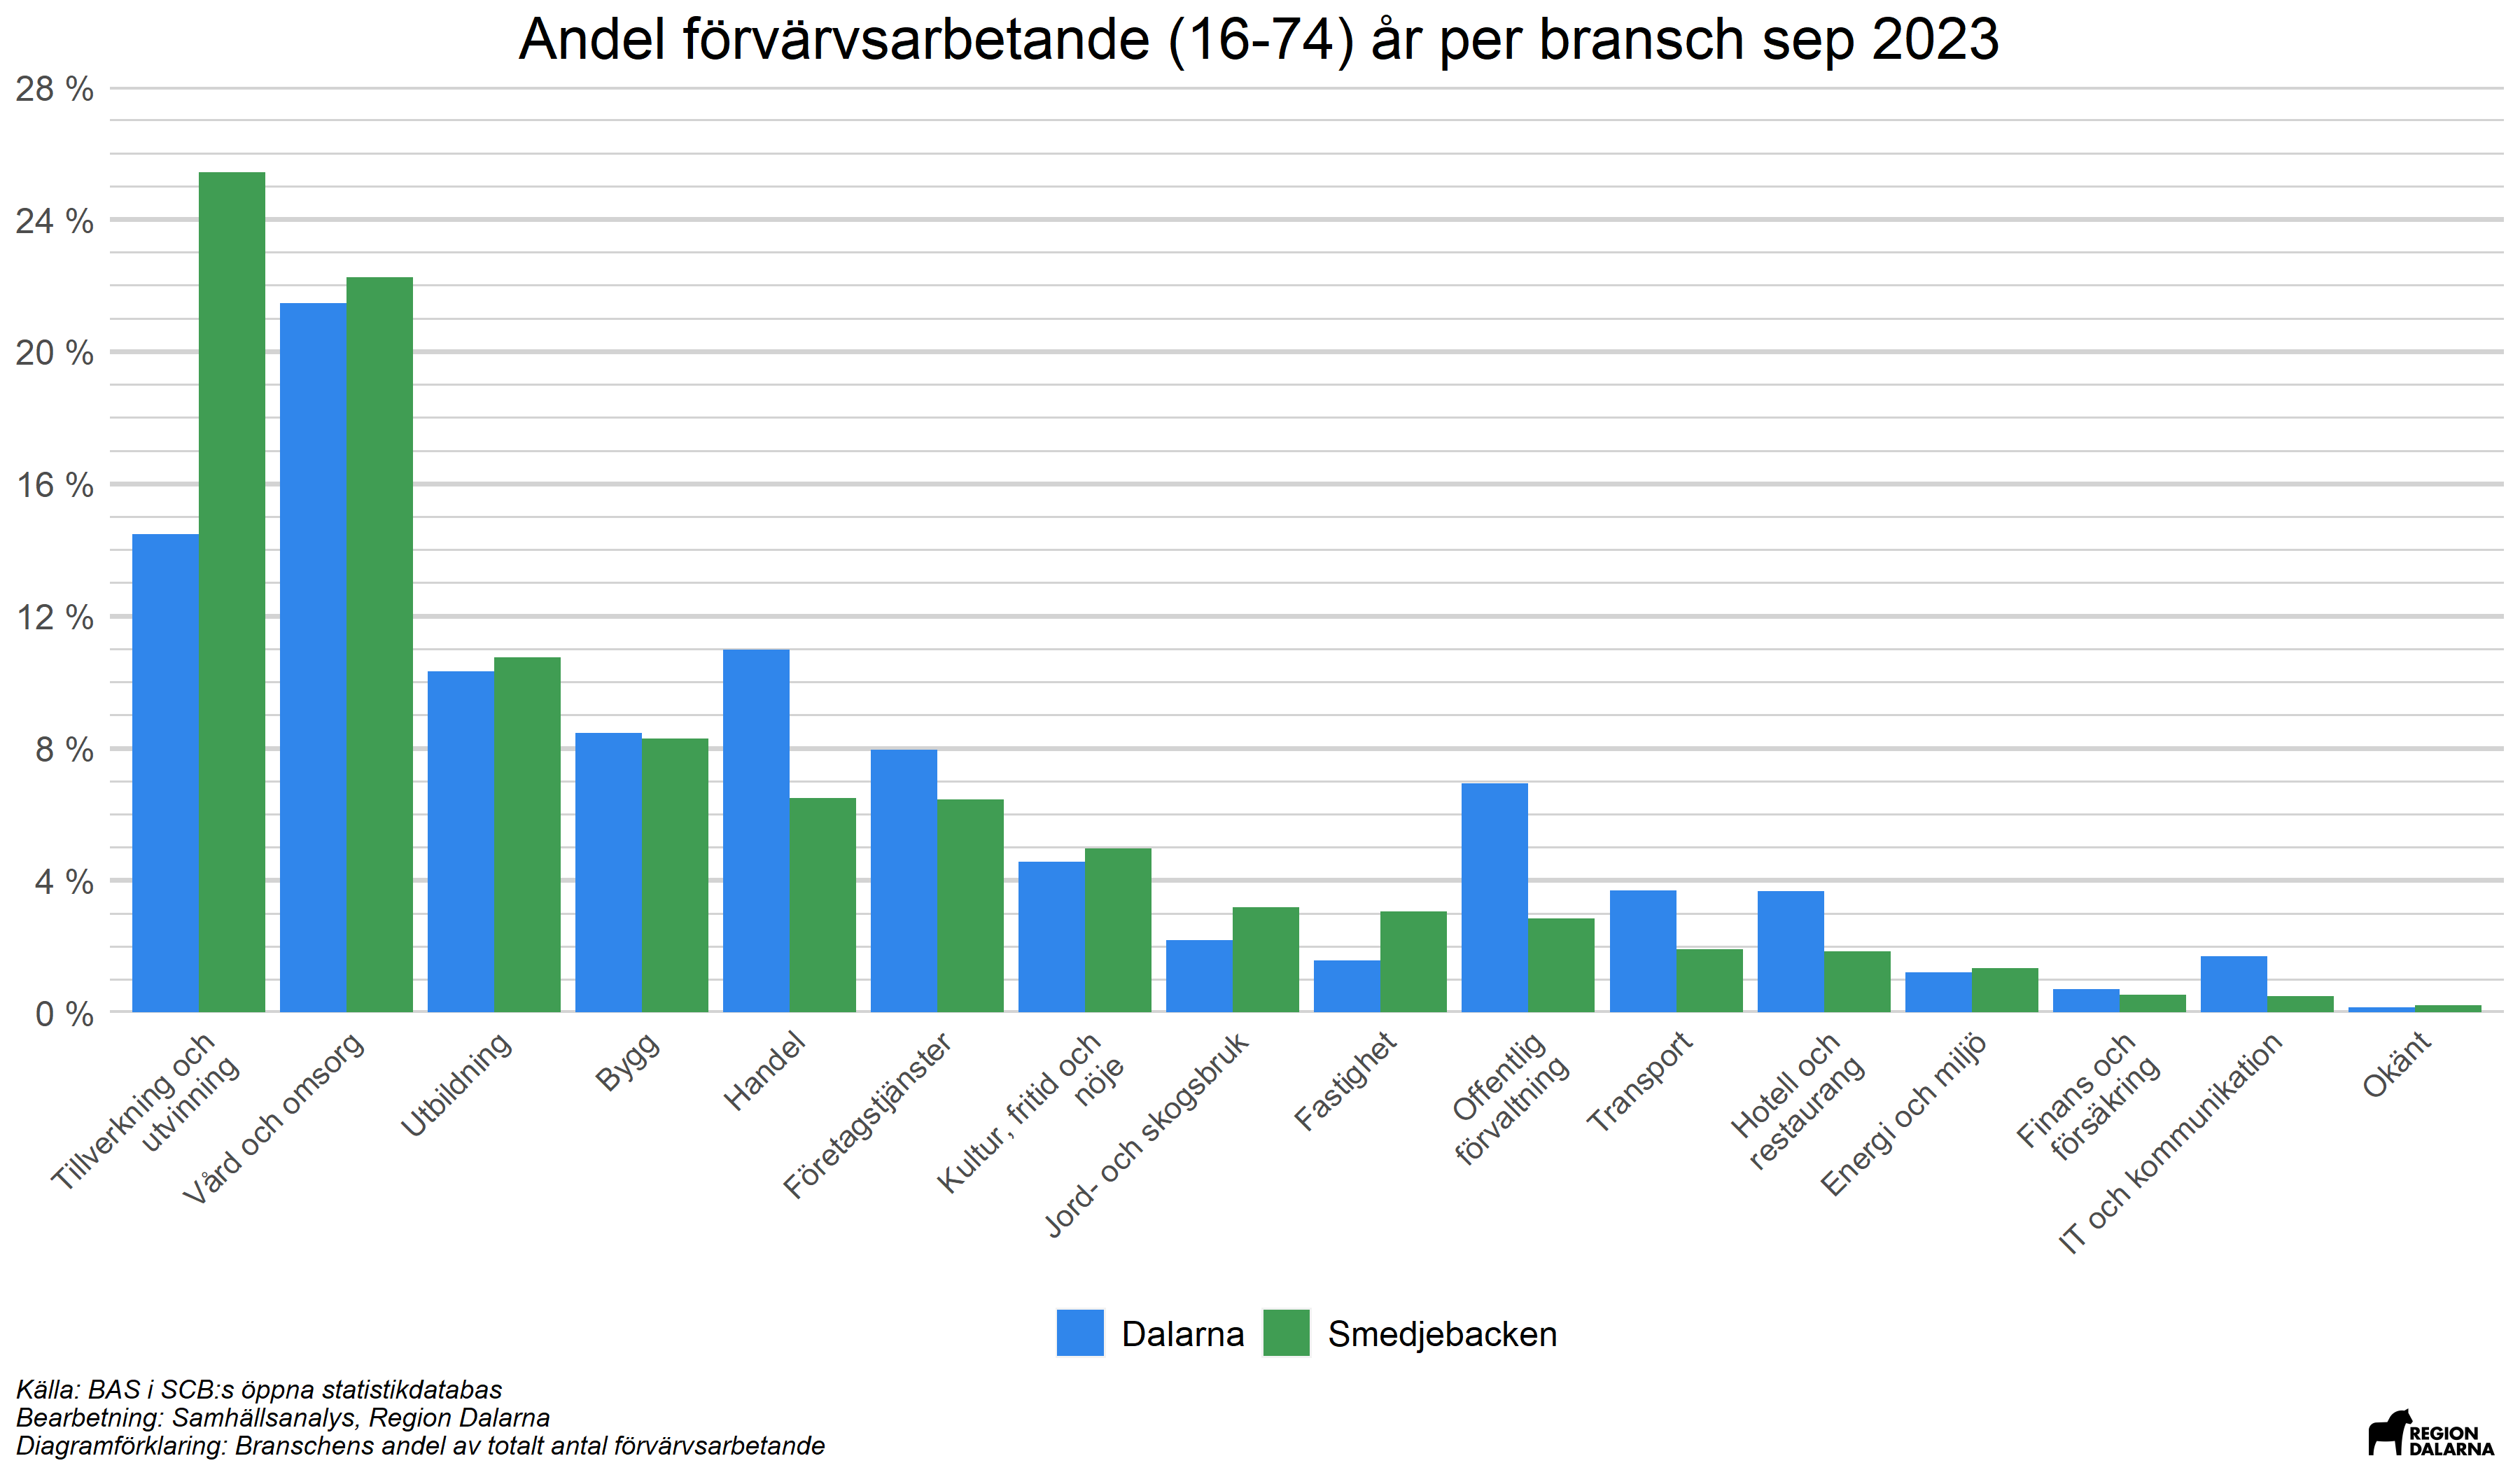 Andel förvärvsarbetande (16-74) år per bransch sep 2023
28 %
24 %
20 %
16 %
12 %
8 %
4 %
0 %
Tillverkning och
utvinning
Vård och omsorg
Utbildning
Bygg
Handel
Företagstjänster
Kultur, fritid och
nöje
Jord- och skogsbruk
Fastighet
Offentlig
förvaltning
Transport
Hotell och
restaurang
Energi och miljö
Finans och
försäkring
IT och kommunikation
Okänt
Dalarna
Smedjebacken
Källa: BAS i SCB:s öppna statistikdatabas
Bearbetning: Samhällsanalys, Region Dalarna
Diagramförklaring: Branschens andel av totalt antal förvärvsarbetande
REGION
DALARNA